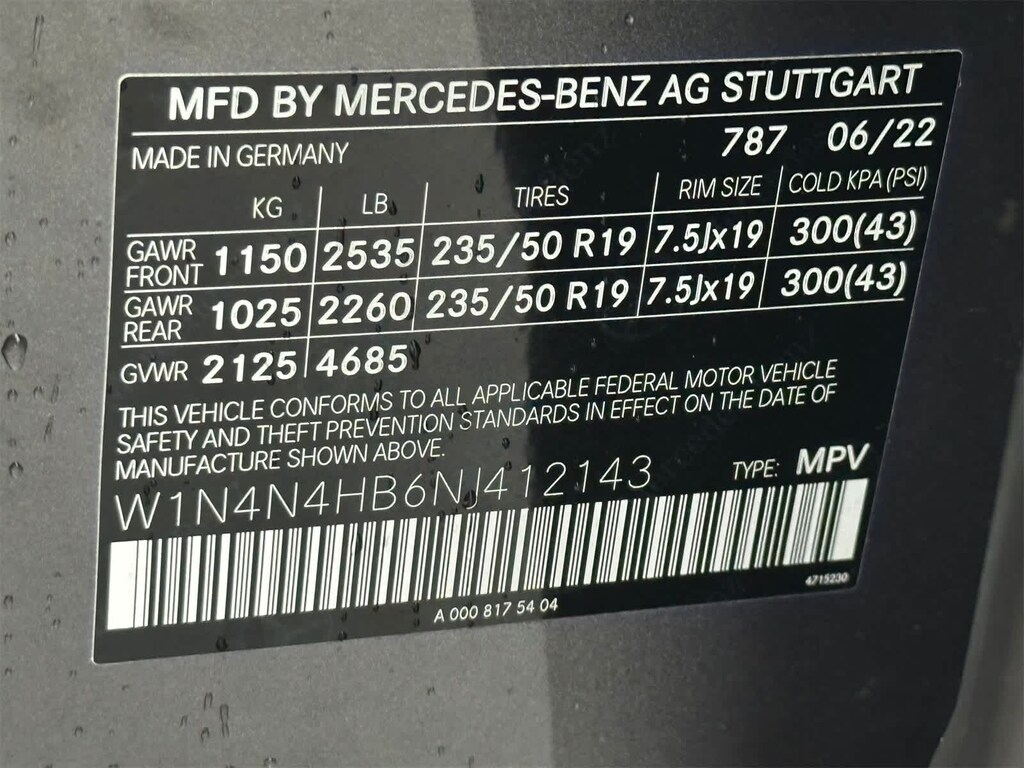 MFD BY MERCEDES-BENZ AG STUTTGART
MADE IN GERMANY 787 06/22
KG LB TIRES RIM SIZE COLD KPA (PSI)
GAWR FRONT 1150 2535 235/50 R19 7.5Jx19 300(43)
GAWR REAR 1025 2260 235/50 R19 7.5Jx19 300(43)
GVWR 2125 4685
THIS VEHICLE CONFORMS TO ALL APPLICABLE FEDERAL MOTOR VEHICLE
SAFETY AND THEFT PREVENTION STANDARDS IN EFFECT ON THE DATE OF
MANUFACTURE SHOWN ABOVE.
W1N4N4HB6NJ412143 TYPE: MPV
4715230
A 000 817 54 04